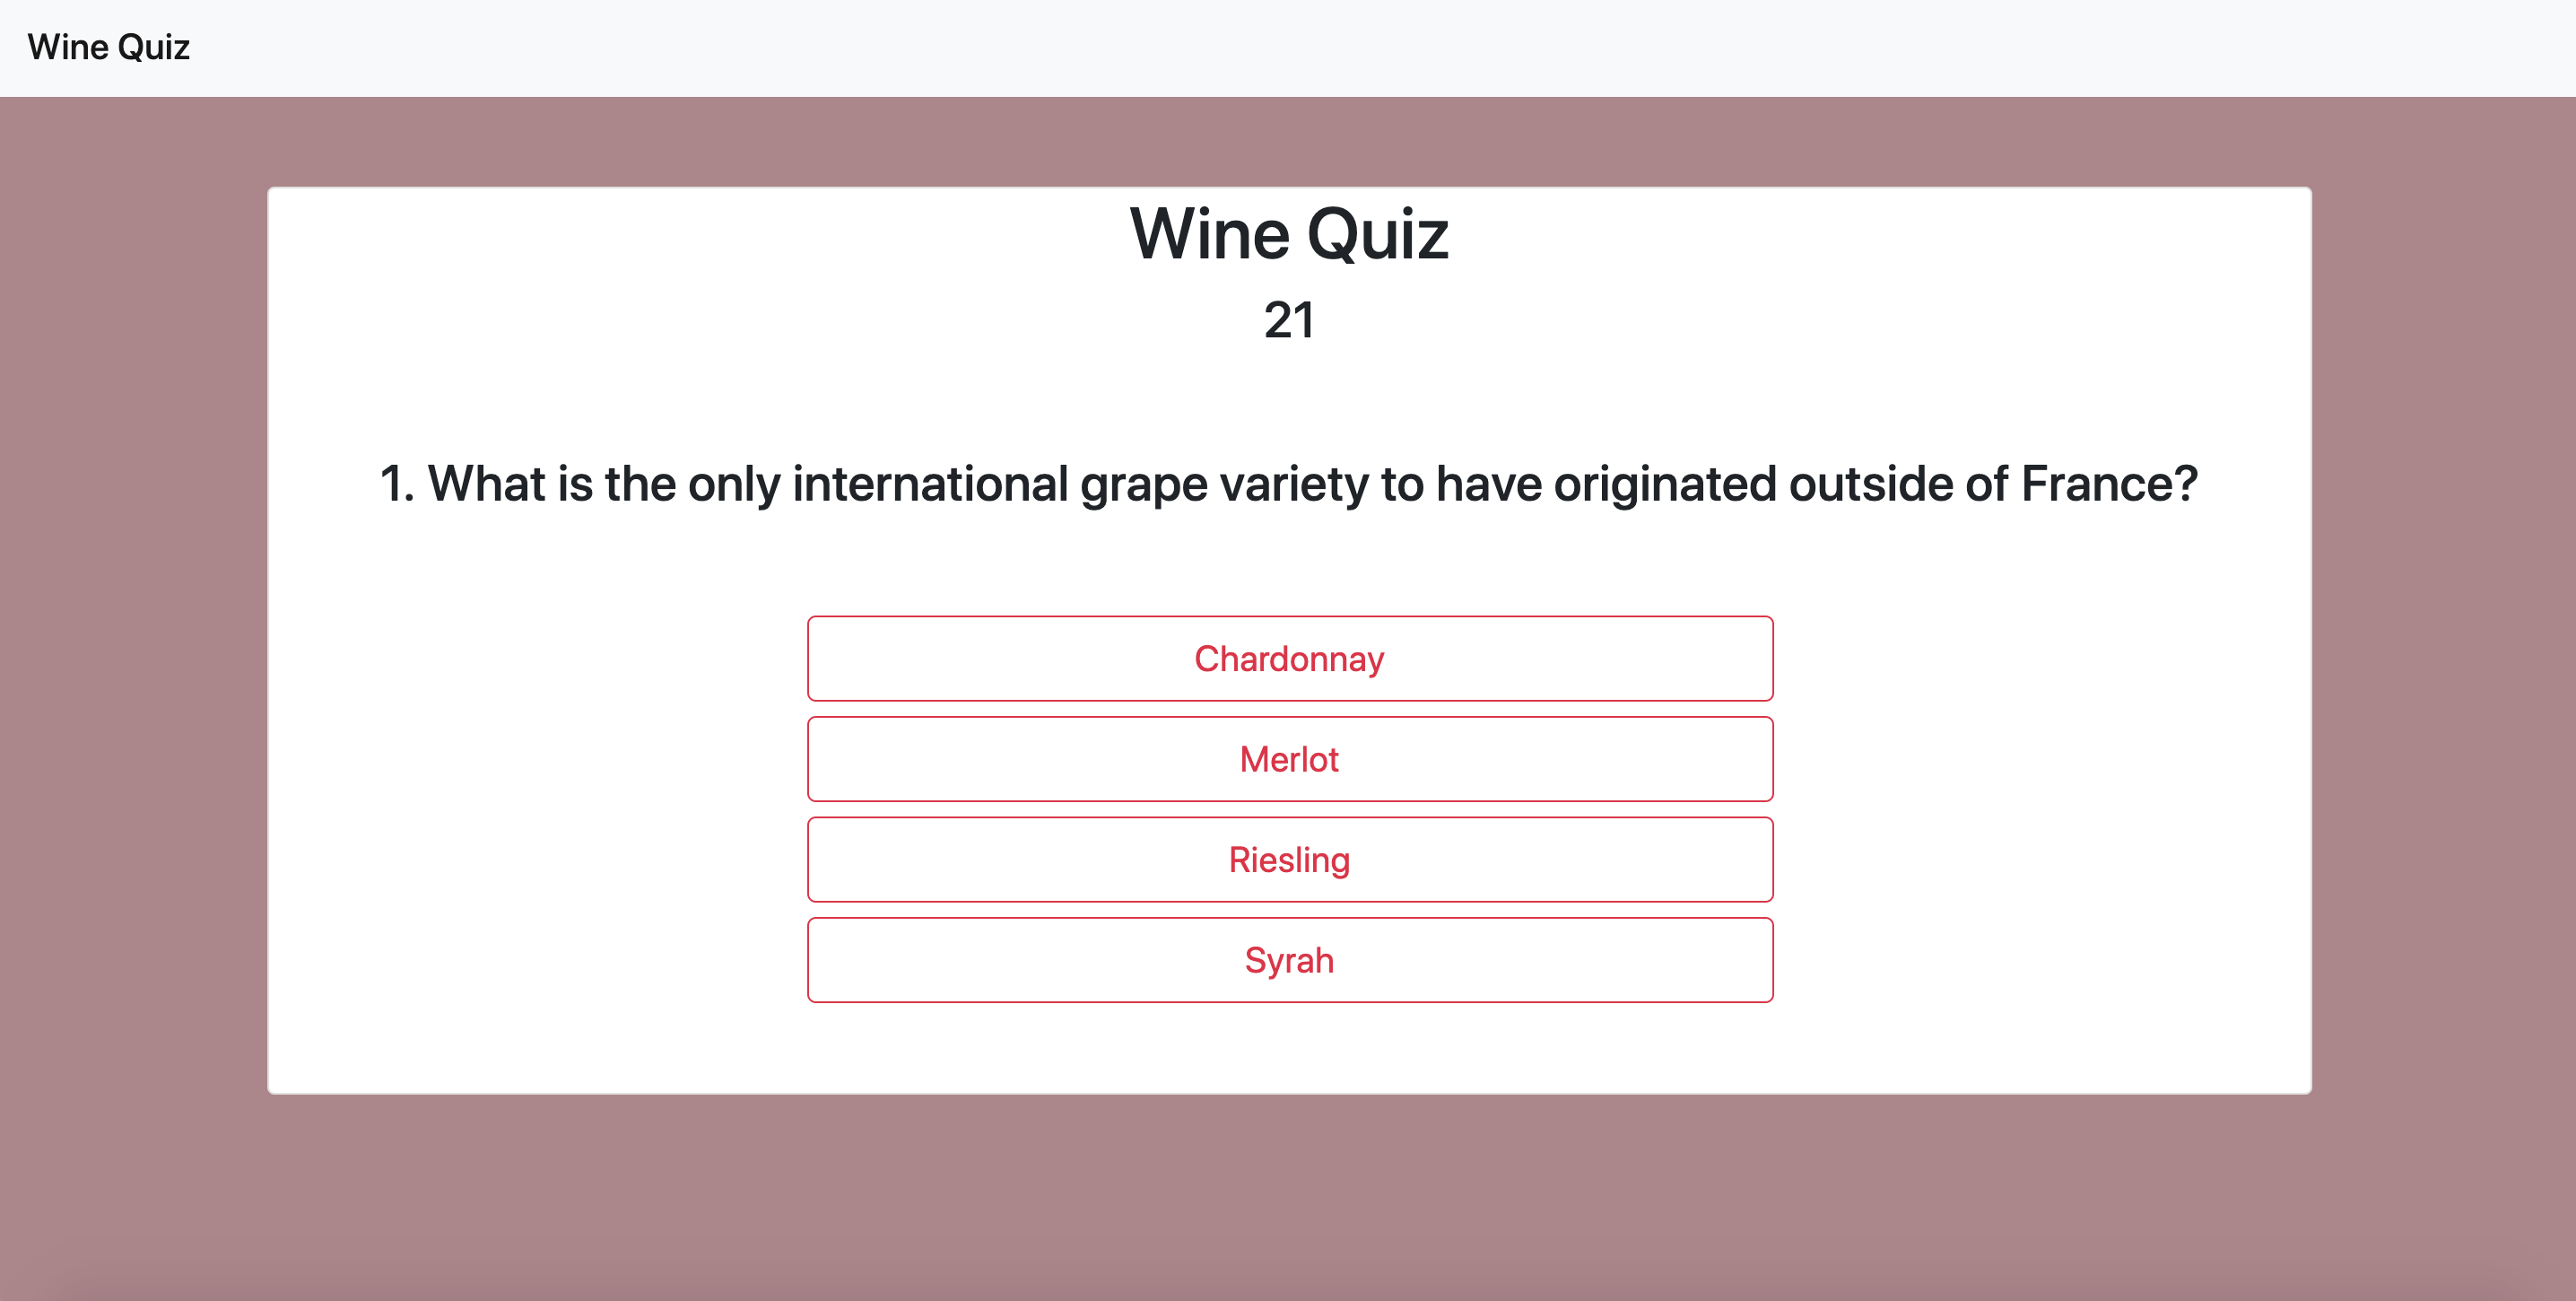 Wine Quiz
Wine Quiz
21
1. What is the only international grape variety to have originated outside of France?
Chardonnay
Merlot
Riesling
Syrah